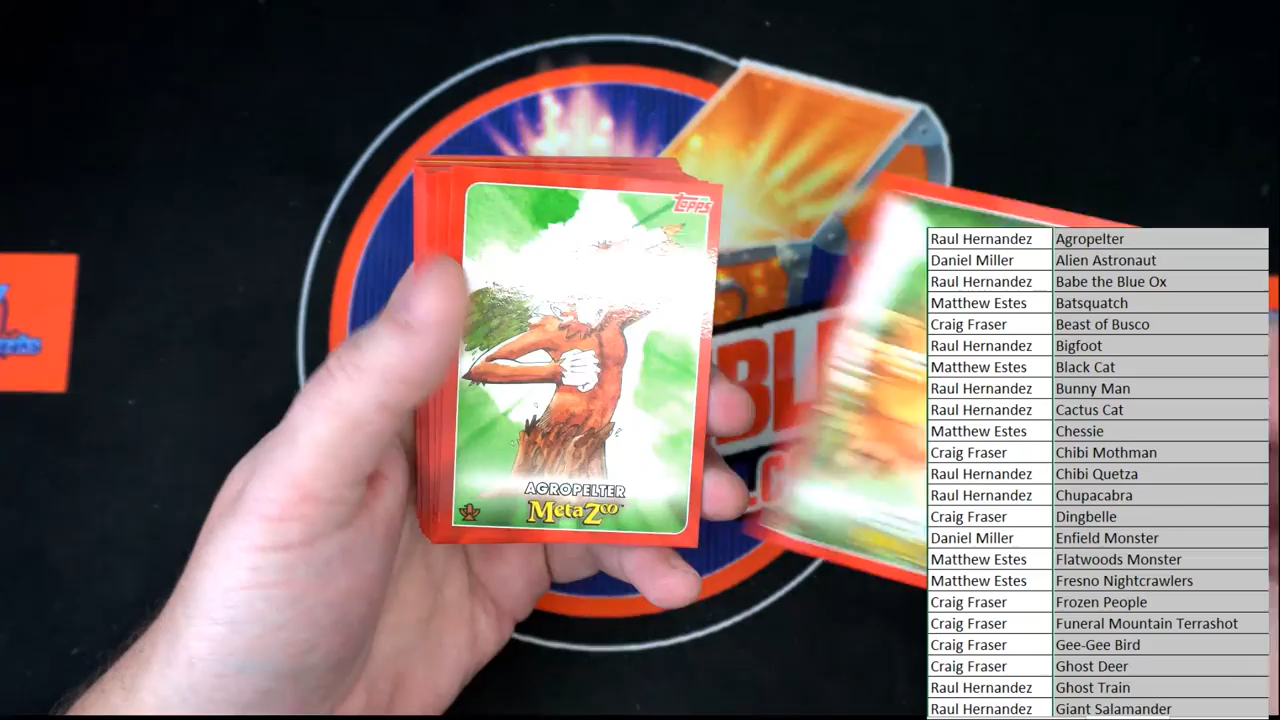 Topps
AGROPELTER
MetaZoo
BL
Raul Hernandez Agropelter
Daniel Miller Alien Astronaut
Raul Hernandez Babe the Blue Ox
Matthew Estes Batsquatch
Craig Fraser Beast of Busco
Raul Hernandez Bigfoot
Matthew Estes Black Cat
Raul Hernandez Bunny Man
Raul Hernandez Cactus Cat
Matthew Estes Chessie
Craig Fraser Chibi Mothman
Raul Hernandez Chibi Quetza
Raul Hernandez Chupacabra
Craig Fraser Dingbelle
Daniel Miller Enfield Monster
Matthew Estes Flatwoods Monster
Matthew Estes Fresno Nightcrawlers
Craig Fraser Frozen People
Craig Fraser Funeral Mountain Terrashot
Craig Fraser Gee-Gee Bird
Craig Fraser Ghost Deer
Raul Hernandez Ghost Train
Raul Hernandez Giant Salamander